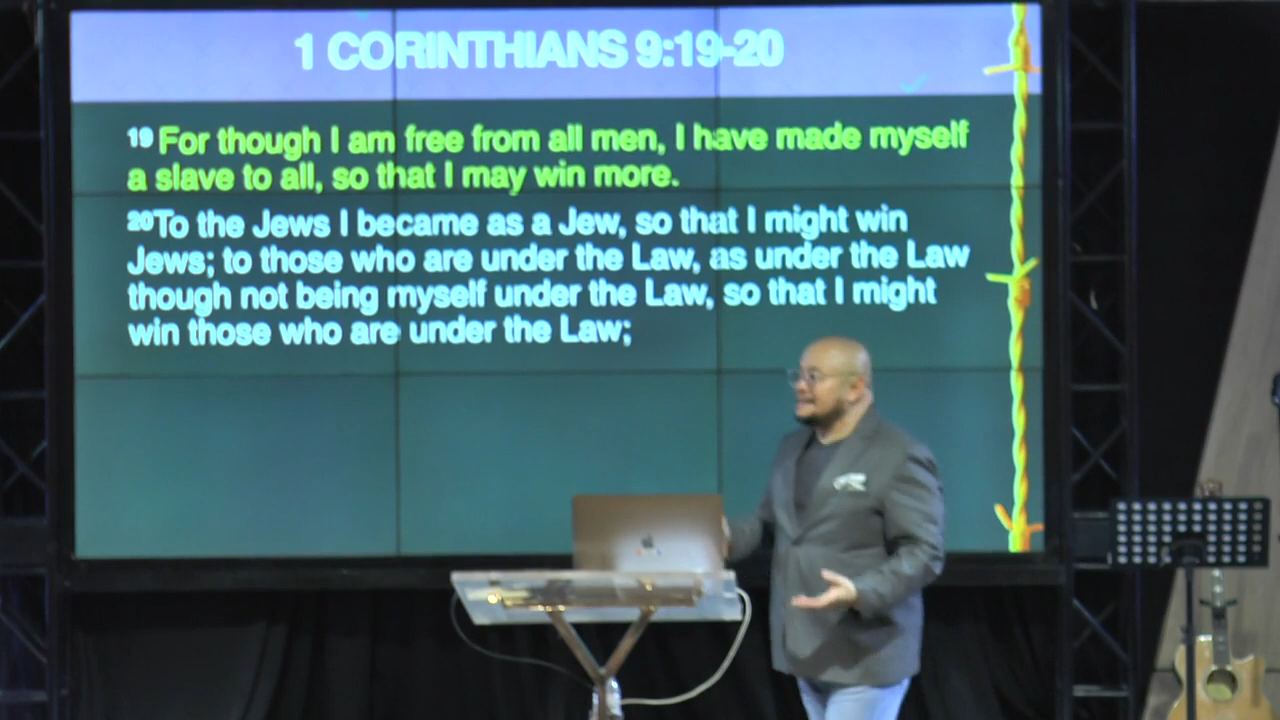 1 CORINTHIANS 9:19-20
19 For though I am free from all men, I have made myself
a slave to all, so that I may win more.
20 To the Jews I became as a Jew, so that I might win
Jews; to those who are under the Law, as under the Law
though not being myself under the Law, so that I might
win those who are under the Law;